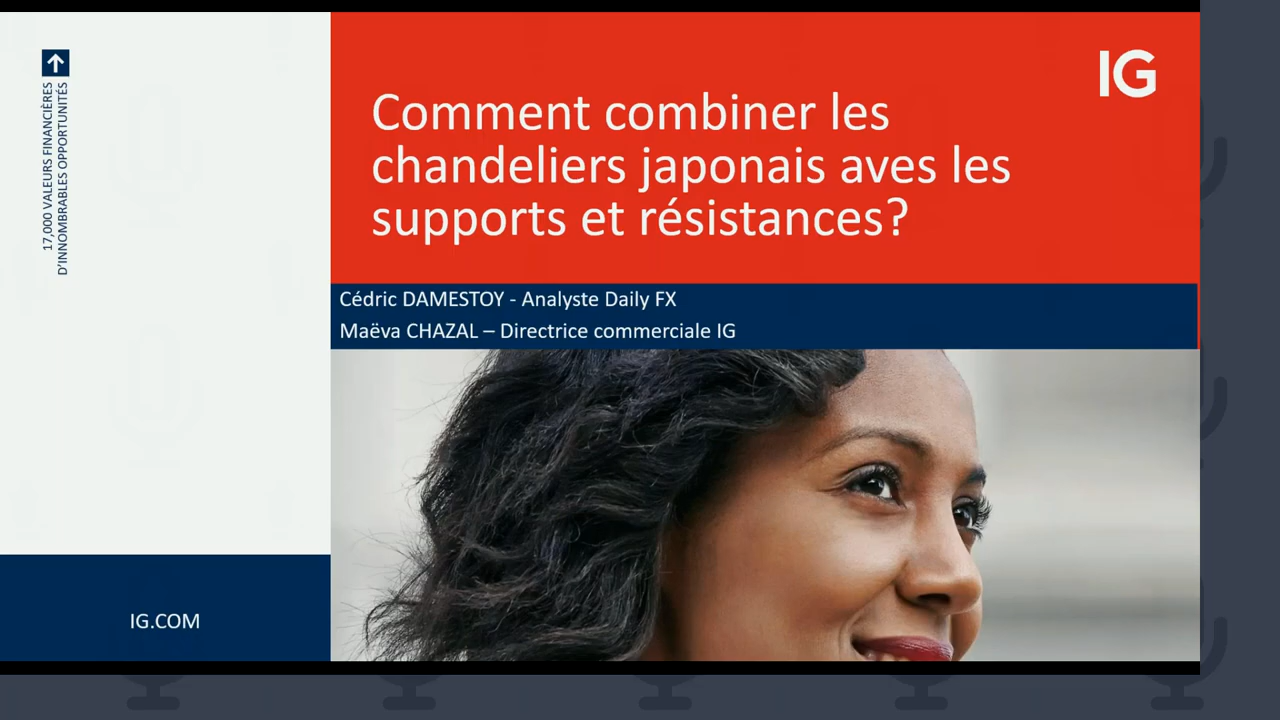 17,000 VALEURS FINANCIÈRES
D'INNOMBRABLES OPPORTUNITÉS
IG
Comment combiner les
chandeliers japonais aves les
supports et résistances?
Cédric DAMESTOY - Analyste Daily FX
Maëva CHAZAL – Directrice commerciale IG
IG.COM